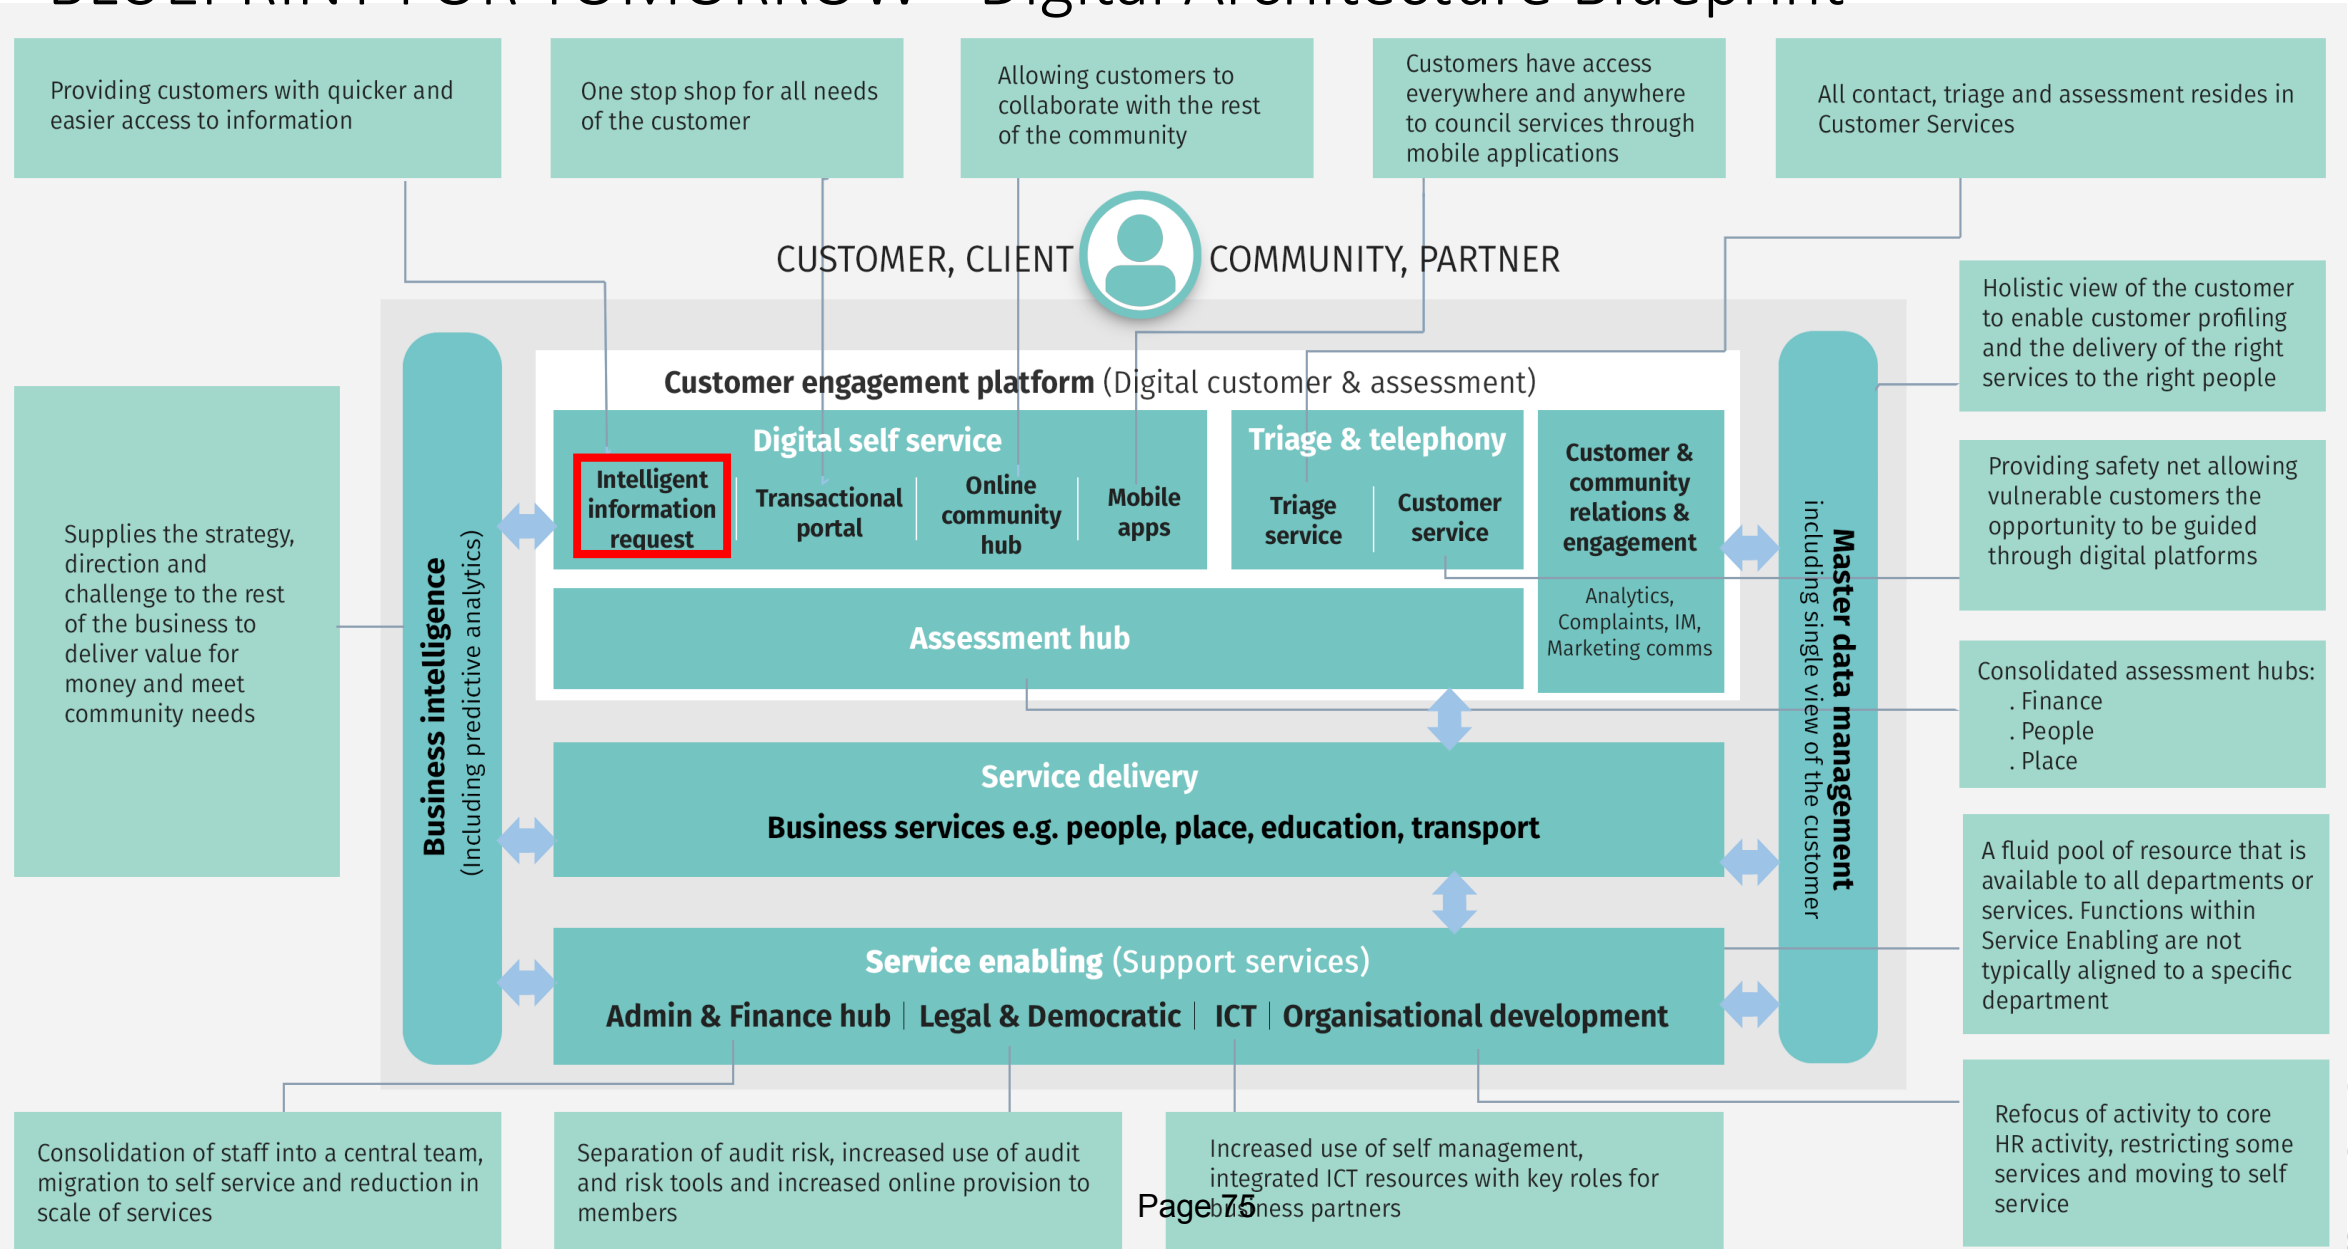 BLUEPRINT FOR TOMORROW - Digital Architecture Blueprint
Providing customers with quicker and
easier access to information
One stop shop for all needs
of the customer
Allowing customers to
collaborate with the rest
of the community
Customers have access
everywhere and anywhere
to council services through
mobile applications
All contact, triage and assessment resides in
Customer Services
CUSTOMER, CLIENT
COMMUNITY, PARTNER
Supplies the strategy,
direction and
challenge to the rest
of the business to
deliver value for
money and meet
community needs
Business intelligence
(Including predictive analytics)
Customer engagement platform (Digital customer & assessment)
Digital self service
Intelligent
information
request
Transactional
portal
Online
community
hub
Mobile
apps
Triage & telephony
Triage
service
Customer
service
Customer &
community
relations &
engagement
Analytics,
Complaints, IM,
Marketing comms
Assessment hub
Service delivery
Business services e.g. people, place, education, transport
Service enabling (Support services)
Admin & Finance hub
Legal & Democratic
ICT
Organisational development
Master data management
including single view of the customer
Holistic view of the customer
to enable customer profiling
and the delivery of the right
services to the right people
Providing safety net allowing
vulnerable customers the
opportunity to be guided
through digital platforms
Consolidated assessment hubs:
. Finance
. People
. Place
A fluid pool of resource that is
available to all departments or
services. Functions within
Service Enabling are not
typically aligned to a specific
department
Consolidation of staff into a central team,
migration to self service and reduction in
scale of services
Separation of audit risk, increased use of audit
and risk tools and increased online provision to
members
Increased use of self management,
integrated ICT resources with key roles for
business partners
Refocus of activity to core
HR activity, restricting some
services and moving to self
service
Page 75